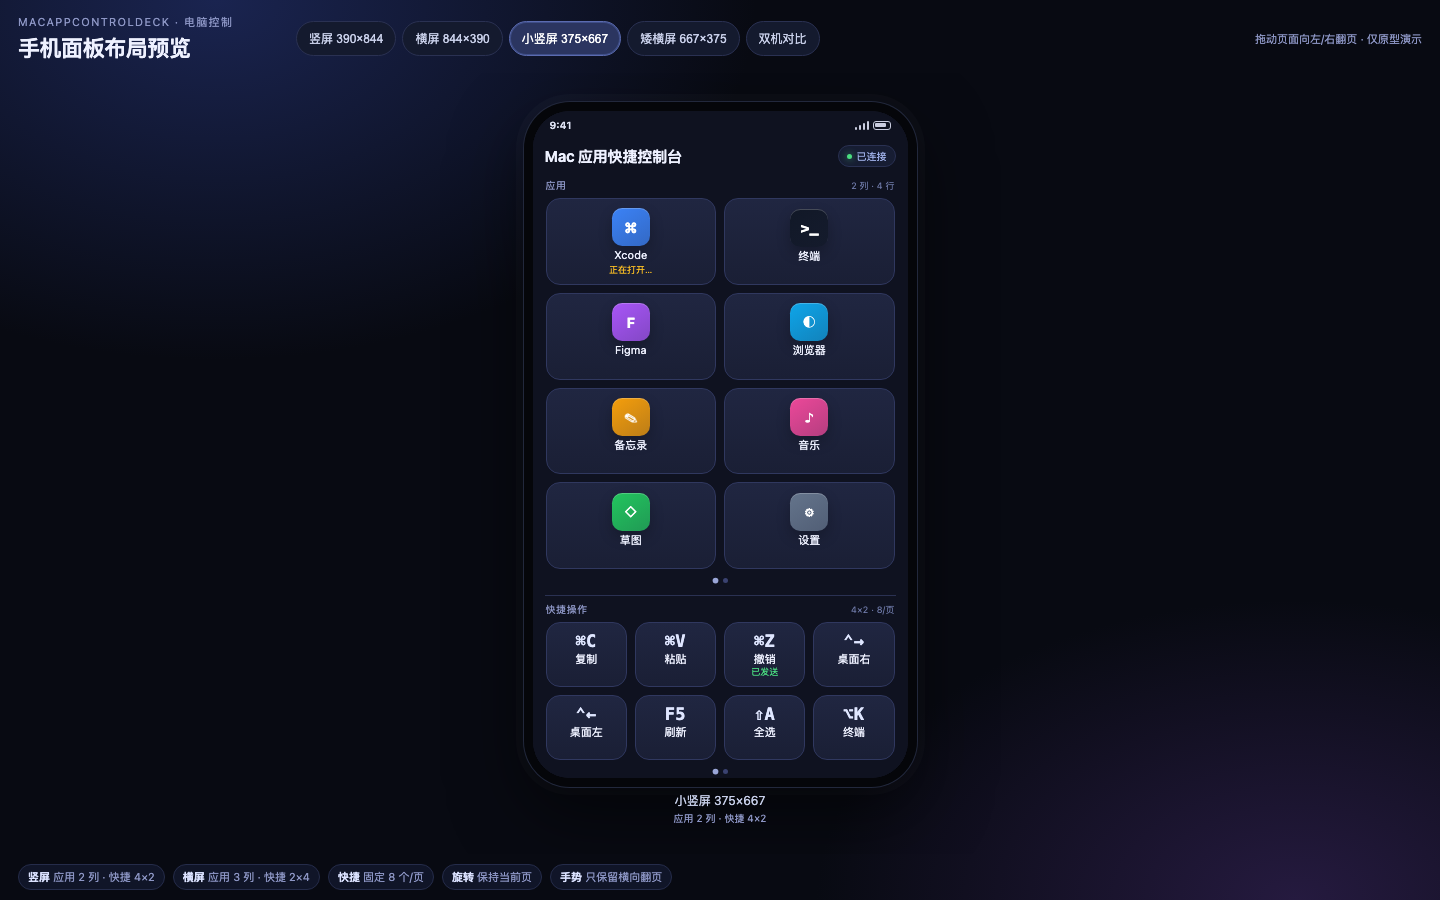 MACAPPCONTROLDECK · 电脑控制
手机面板布局预览
竖屏 390×844
横屏 844×390
小竖屏 375×667
矮横屏 667×375
双机对比
拖动页面向左/右翻页 · 仅原型演示
9:41
Mac 应用快捷控制台
已连接
应用
2 列 · 4 行
⌘
Xcode
正在打开...
>_
终端
F
Figma
浏览器
备忘录
♪
音乐
草图
设置
快捷操作
4×2 · 8/页
⌘C
复制
⌘V
粘贴
⌘Z
撤销
已发送
^→
桌面右
^←
桌面左
F5
刷新
⇧A
全选
⌥K
终端
小竖屏 375×667
应用 2 列 · 快捷 4×2
竖屏 应用 2 列 · 快捷 4×2
横屏 应用 3 列 · 快捷 2×4
快捷 固定 8 个/页
旋转 保持当前页
手势 只保留横向翻页